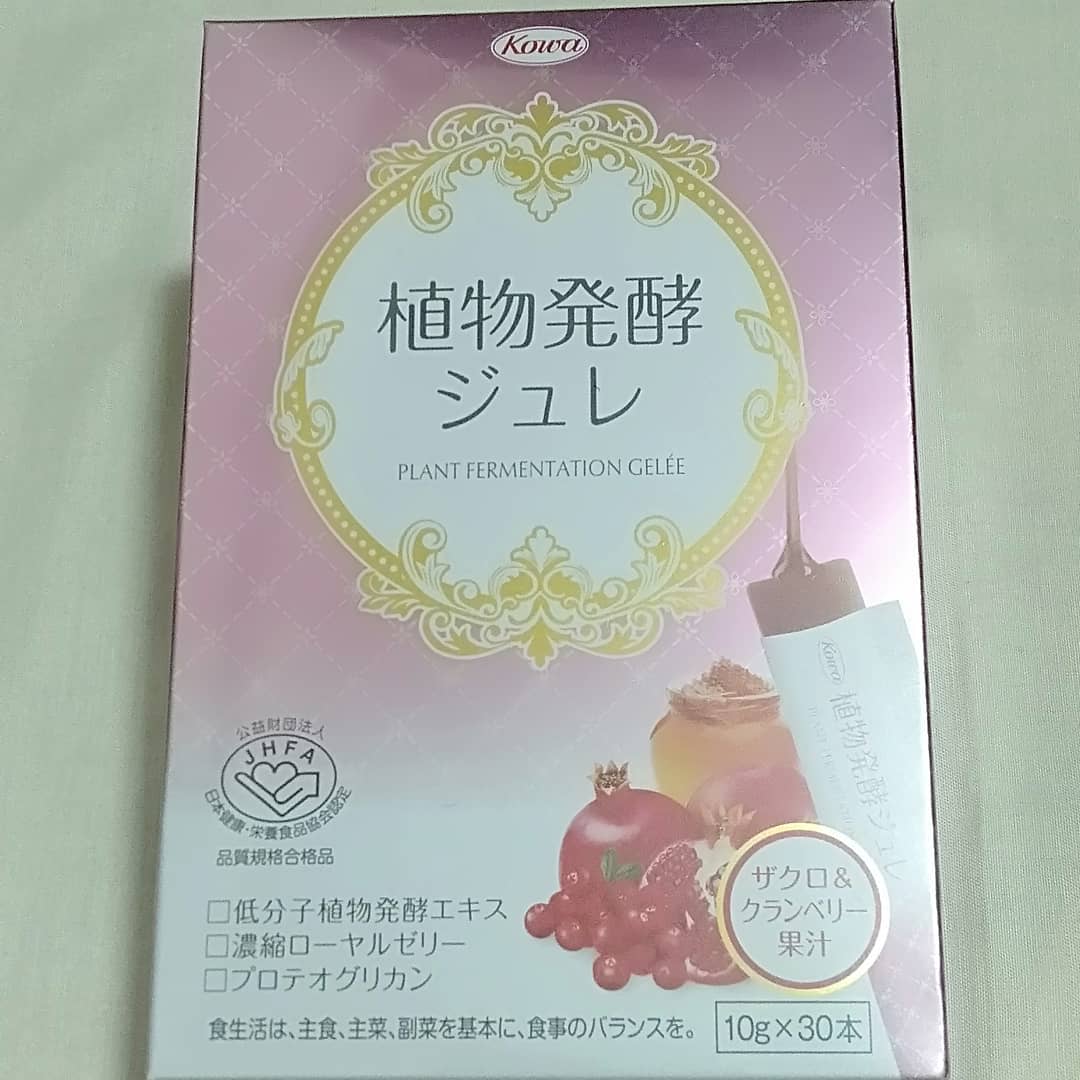 Kowa
植物発酵
ジュレ
PLANT FERMENTATION GELÉE
Kowa
植物発酵ジュレ
公益財団法人
JHFA
日本健康・栄養食品協会認定
品質規格合格品
ザクロ&
クランベリー
果汁
□低分子植物発酵エキス
□濃縮ローヤルゼリー
□プロテオグリカン
食生活は、主食、主菜、副菜を基本に、食事のバランスを。
10g×30本